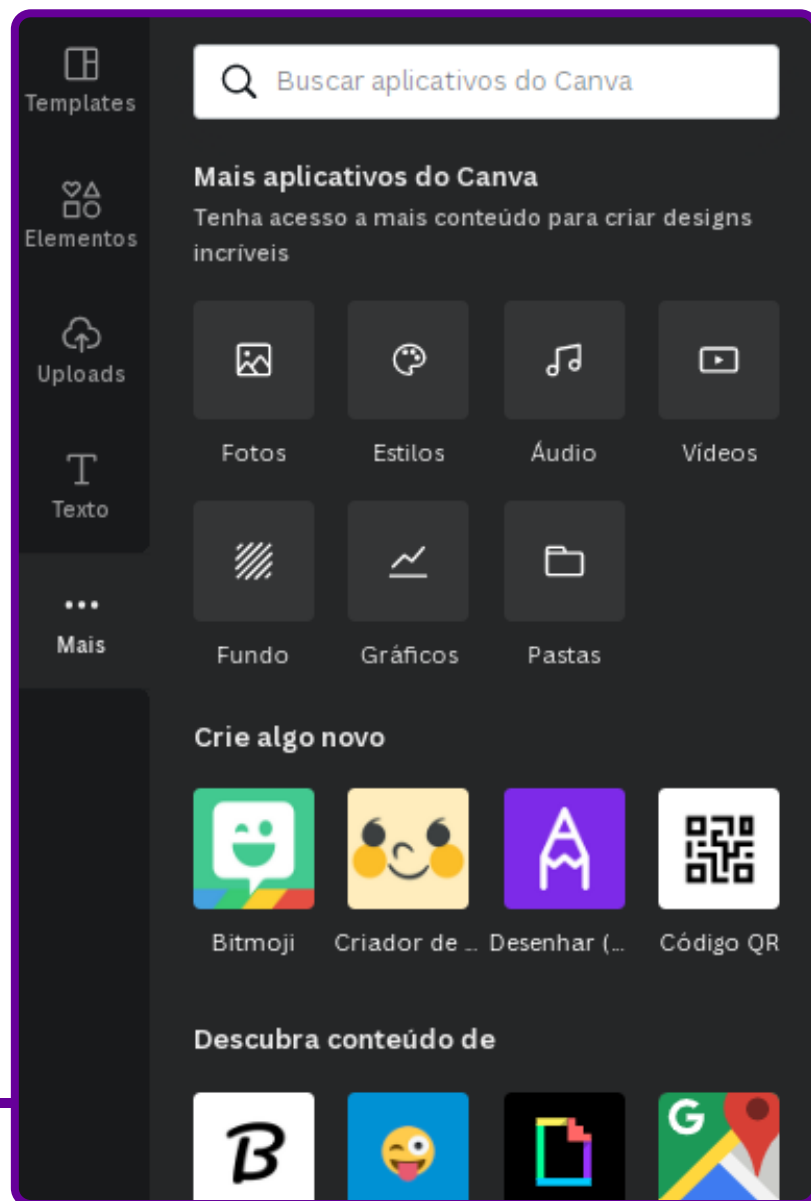 Templates
Elementos
Uploads
Texto
Mais
Buscar aplicativos do Canva
Mais aplicativos do Canva
Tenha acesso a mais conteúdo para criar designs
incríveis
Fotos
Estilos
Áudio
Vídeos
Fundo
Gráficos
Pastas
Crie algo novo
Bitmoji
Criador de ...
Desenhar (...
Código QR
Descubra conteúdo de
B
G